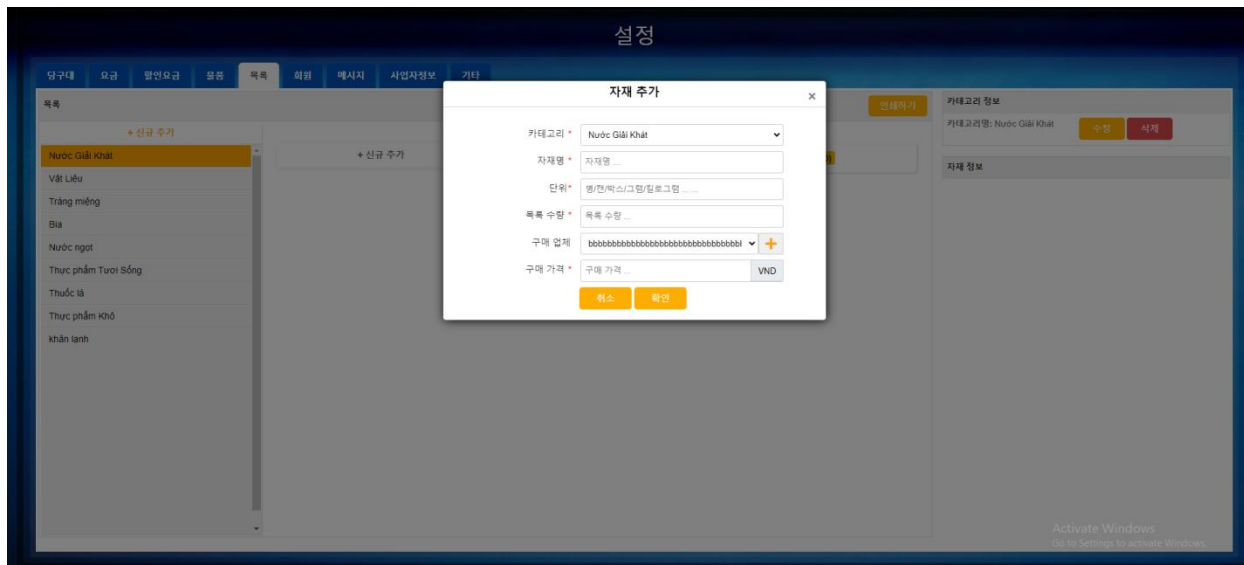 설정
당구대 요금 할인요금 물품 목록 회원 메시지 사업자정보 기타
목록
인쇄하기
+ 신규 추가
Nước Giải Khát
Vật Liệu
Tráng miệng
Bia
Nước ngọt
Thực phẩm Tươi Sống
Thuốc lá
Thực phẩm Khô
khăn lạnh
+ 신규 추가
자재 추가 ×
카테고리 * Nước Giải Khát
자재명 * 자재명 ...
단위* 병/캔/박스/그램/킬로그램 ... ...
목록 수량 * 목록 수량 ...
구매 업체 +
구매 가격 * 구매 가격 ... VND
취소 확인
카테고리 정보
카테고리명: Nước Giải Khát 수정 삭제
자재 정보
Activate Windows
Go to Settings to activate Windows.